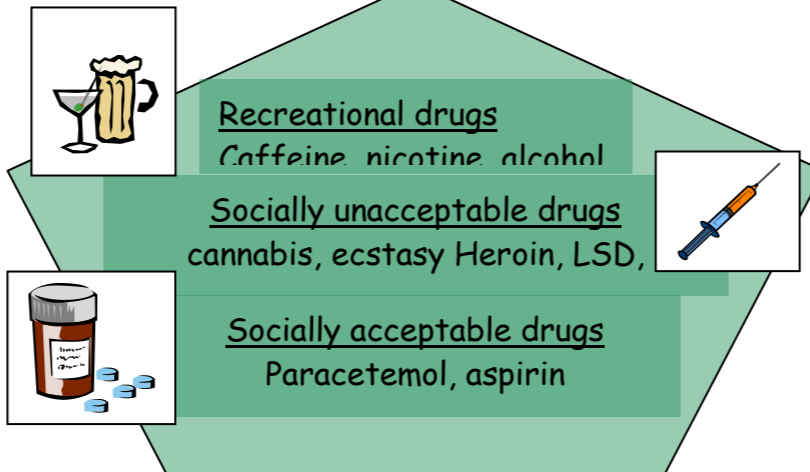 Recreational drugs
Caffeine, nicotine, alcohol
Socially unacceptable drugs
cannabis, ecstasy Heroin, LSD,
Socially acceptable drugs
Paracetemol, aspirin